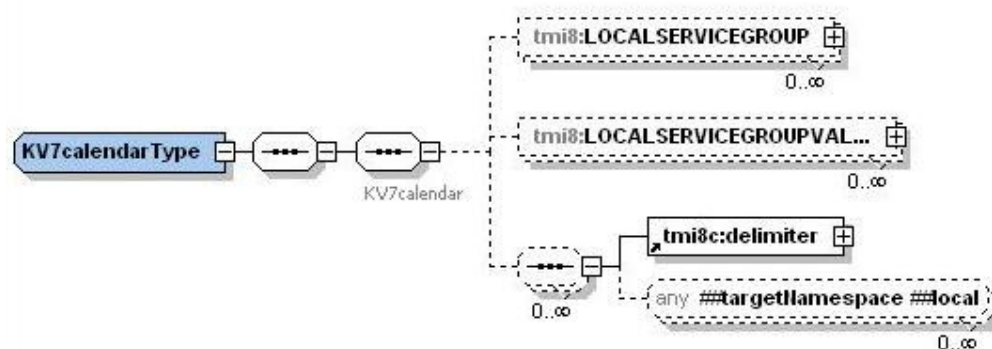 tmi8:LOCALSERVICEGROUP
0..∞
tmi8:LOCALSERVICEGROUPVAL...
0..∞
KV7calendarType
KV7calendar
tmi8c:delimiter
0..∞
any ##targetNamespace ##local
0..∞